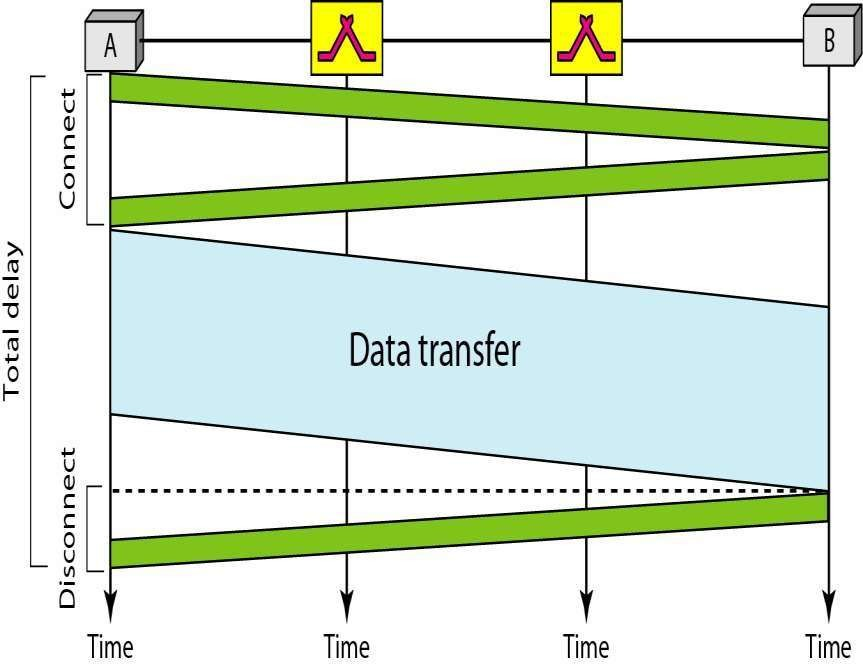 A
B
Connect
Total delay
Data transfer
Disconnect
Time
Time
Time
Time